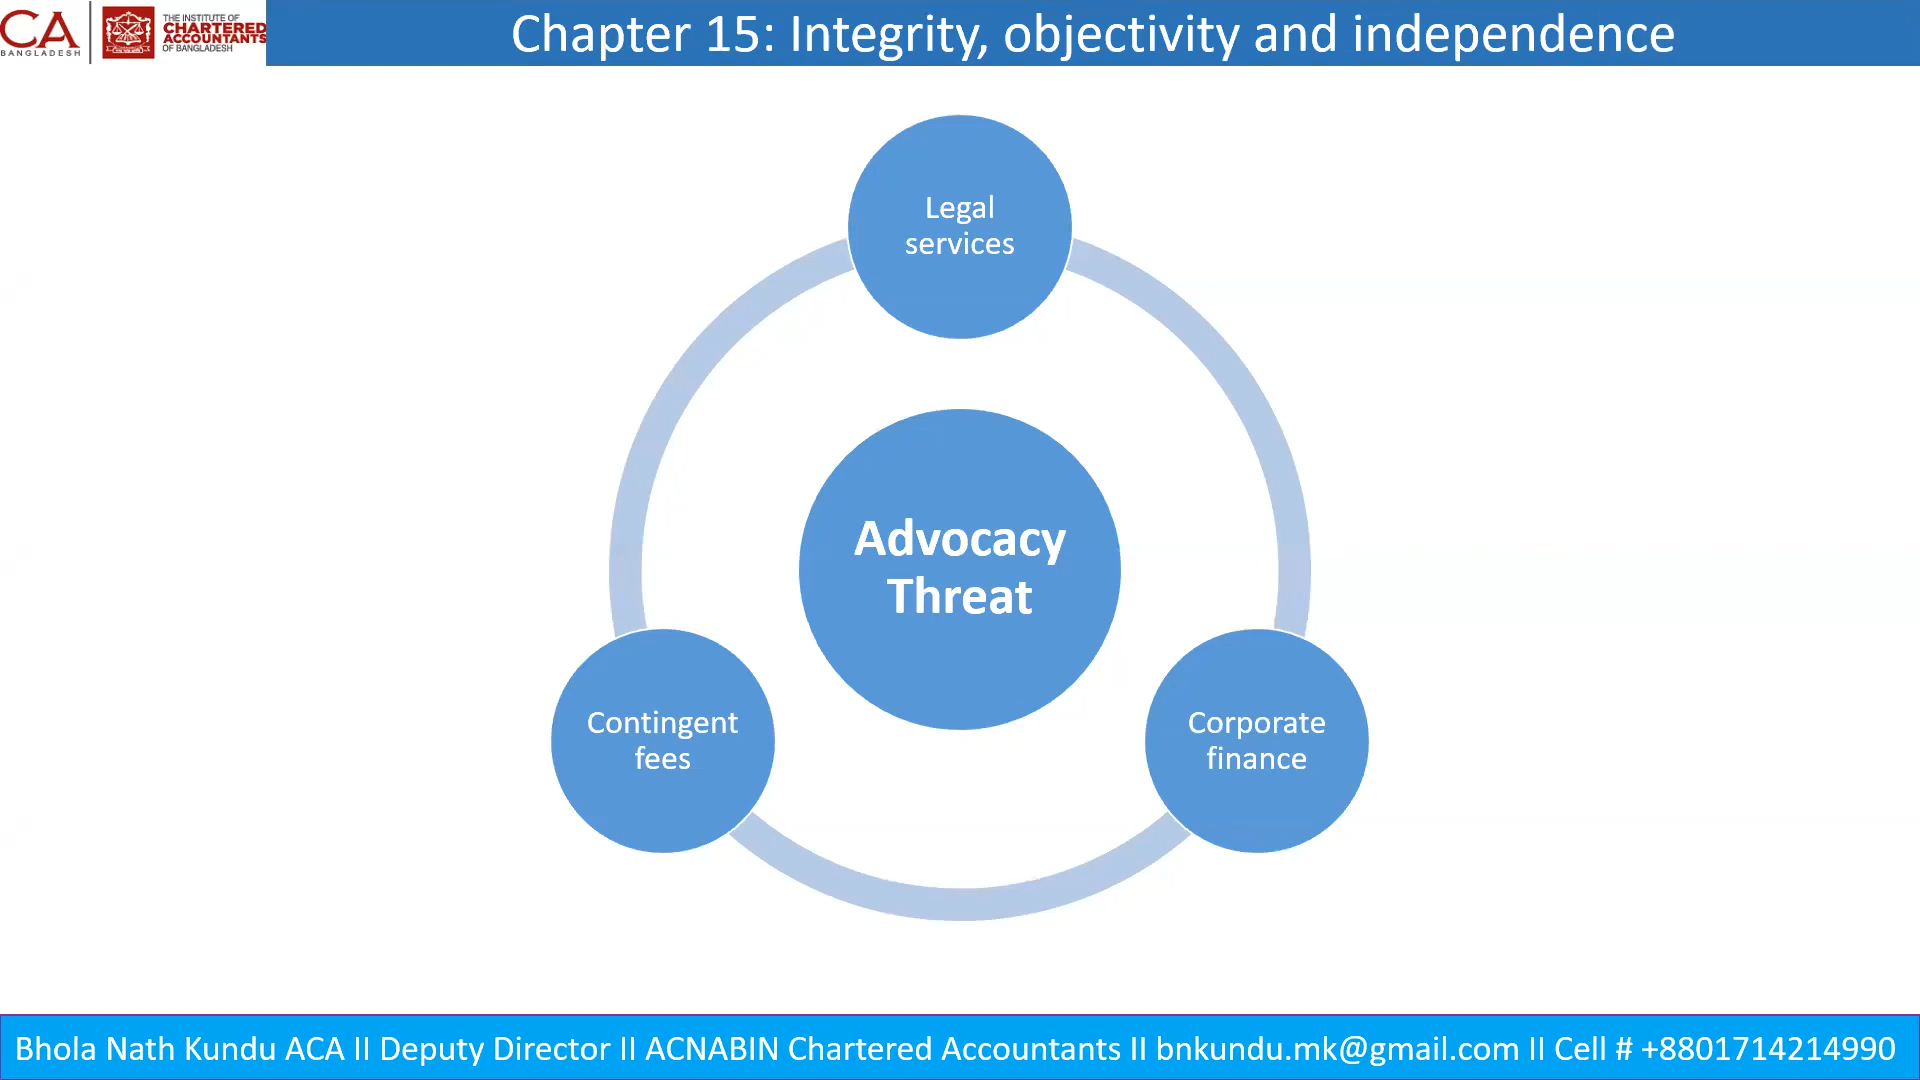 CA
BANGLADESH
THE INSTITUTE OF
CHARTERED
ACCOUNTANTS
OF BANGLADESH
Chapter 15: Integrity, objectivity and independence
Legal
services
Advocacy
Threat
Contingent
fees
Corporate
finance
Bhola Nath Kundu ACA II Deputy Director II ACNABIN Chartered Accountants II bnkundu.mk@gmail.com II Cell # +8801714214990